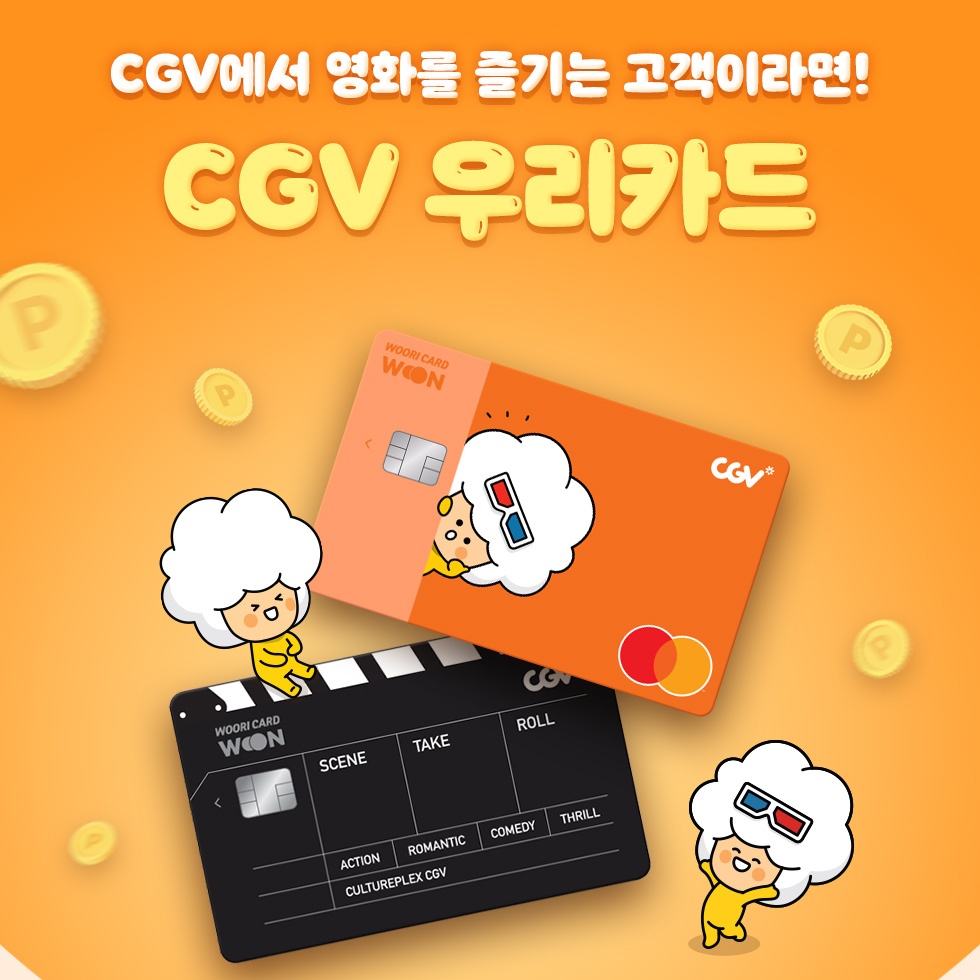 CGV에서 영화를 즐기는 고객이라면!
CGV 우리카드
P
P
P
P
P
WOORI CARD
WOON
CGV
WOORI CARD
WOON
CGV
SCENE
TAKE
ROLL
ACTION
ROMANTIC
COMEDY
THRILL
CULTUREPLEX CGV